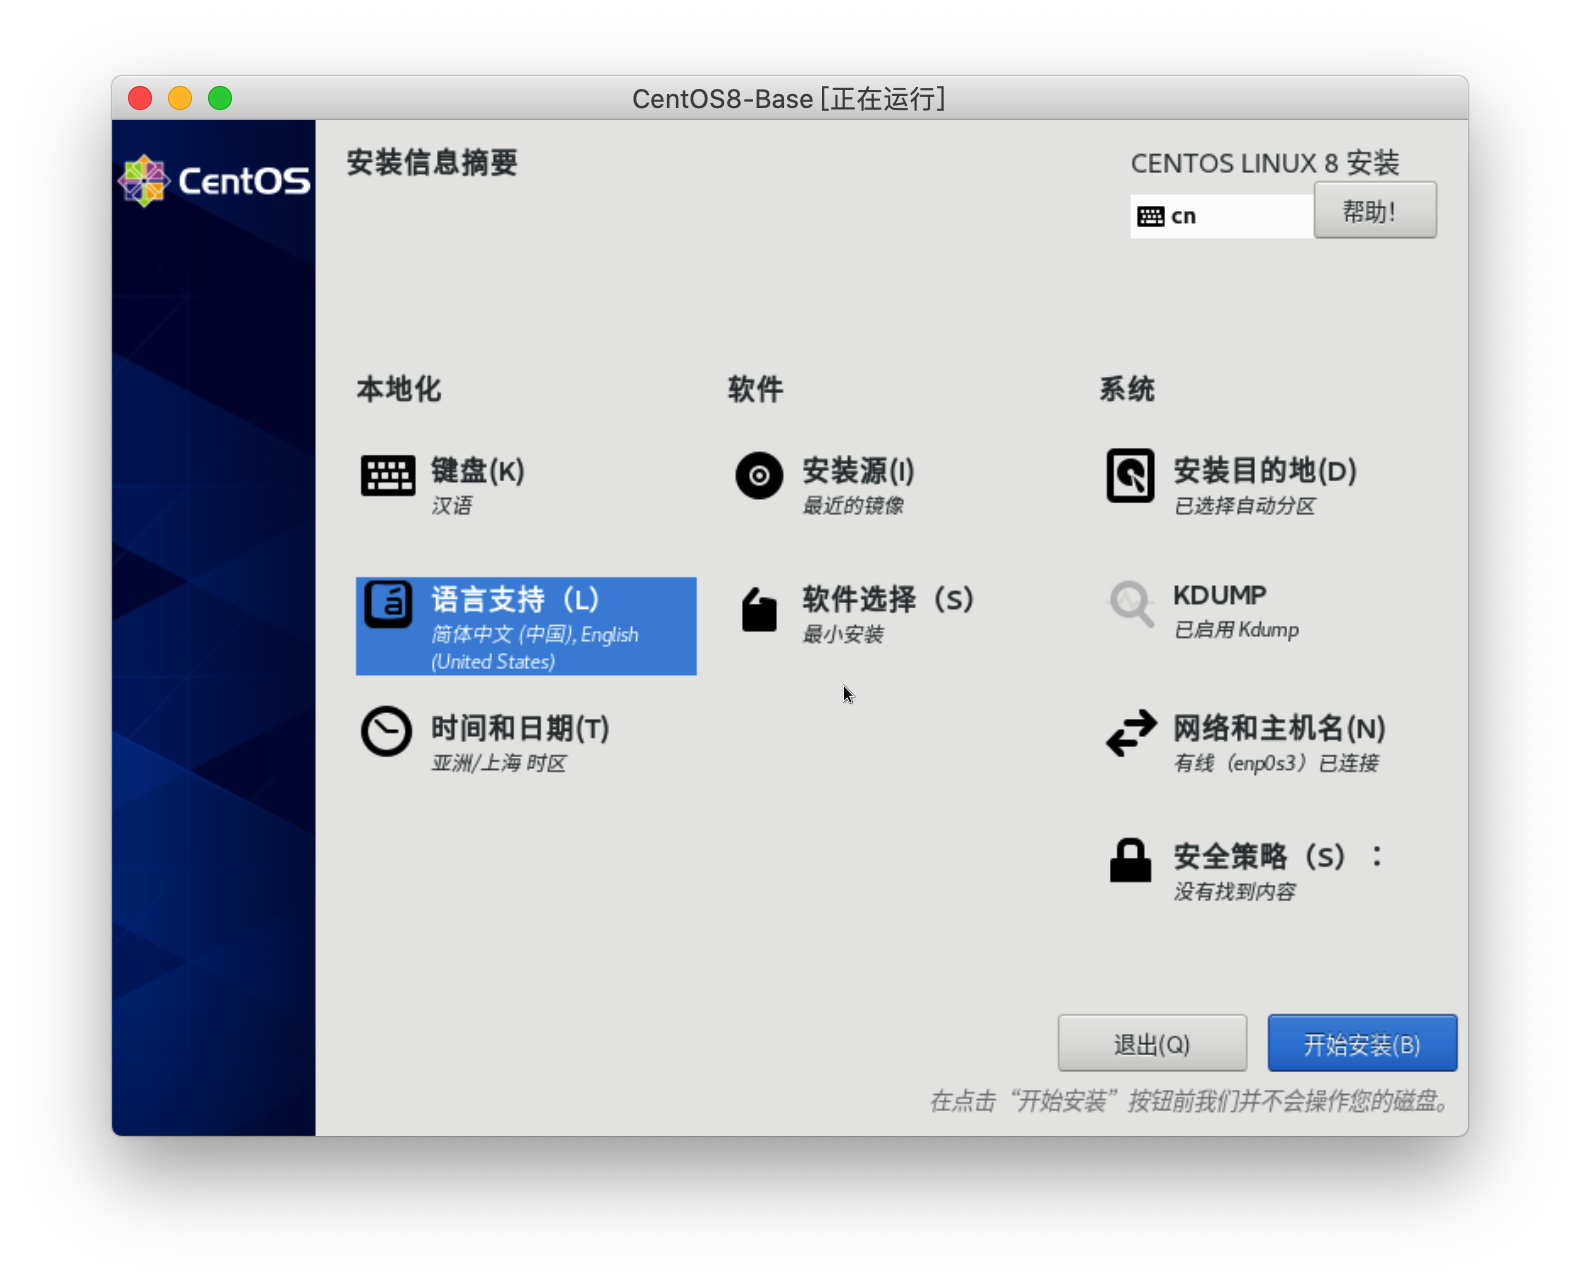 CentOS8-Base [正在运行]
CentOS
安装信息摘要
CENTOS LINUX 8 安装
cn
帮助！
本地化
键盘(K)
汉语
语言支持（L）
简体中文 (中国), English
(United States)
时间和日期(T)
亚洲/上海 时区
软件
安装源(I)
最近的镜像
软件选择（S）
最小安装
系统
安装目的地(D)
已选择自动分区
KDUMP
已启用 Kdump
网络和主机名(N)
有线（enp0s3）已连接
安全策略（S）：
没有找到内容
退出(Q)
开始安装(B)
在点击“开始安装”按钮前我们并不会操作您的磁盘。